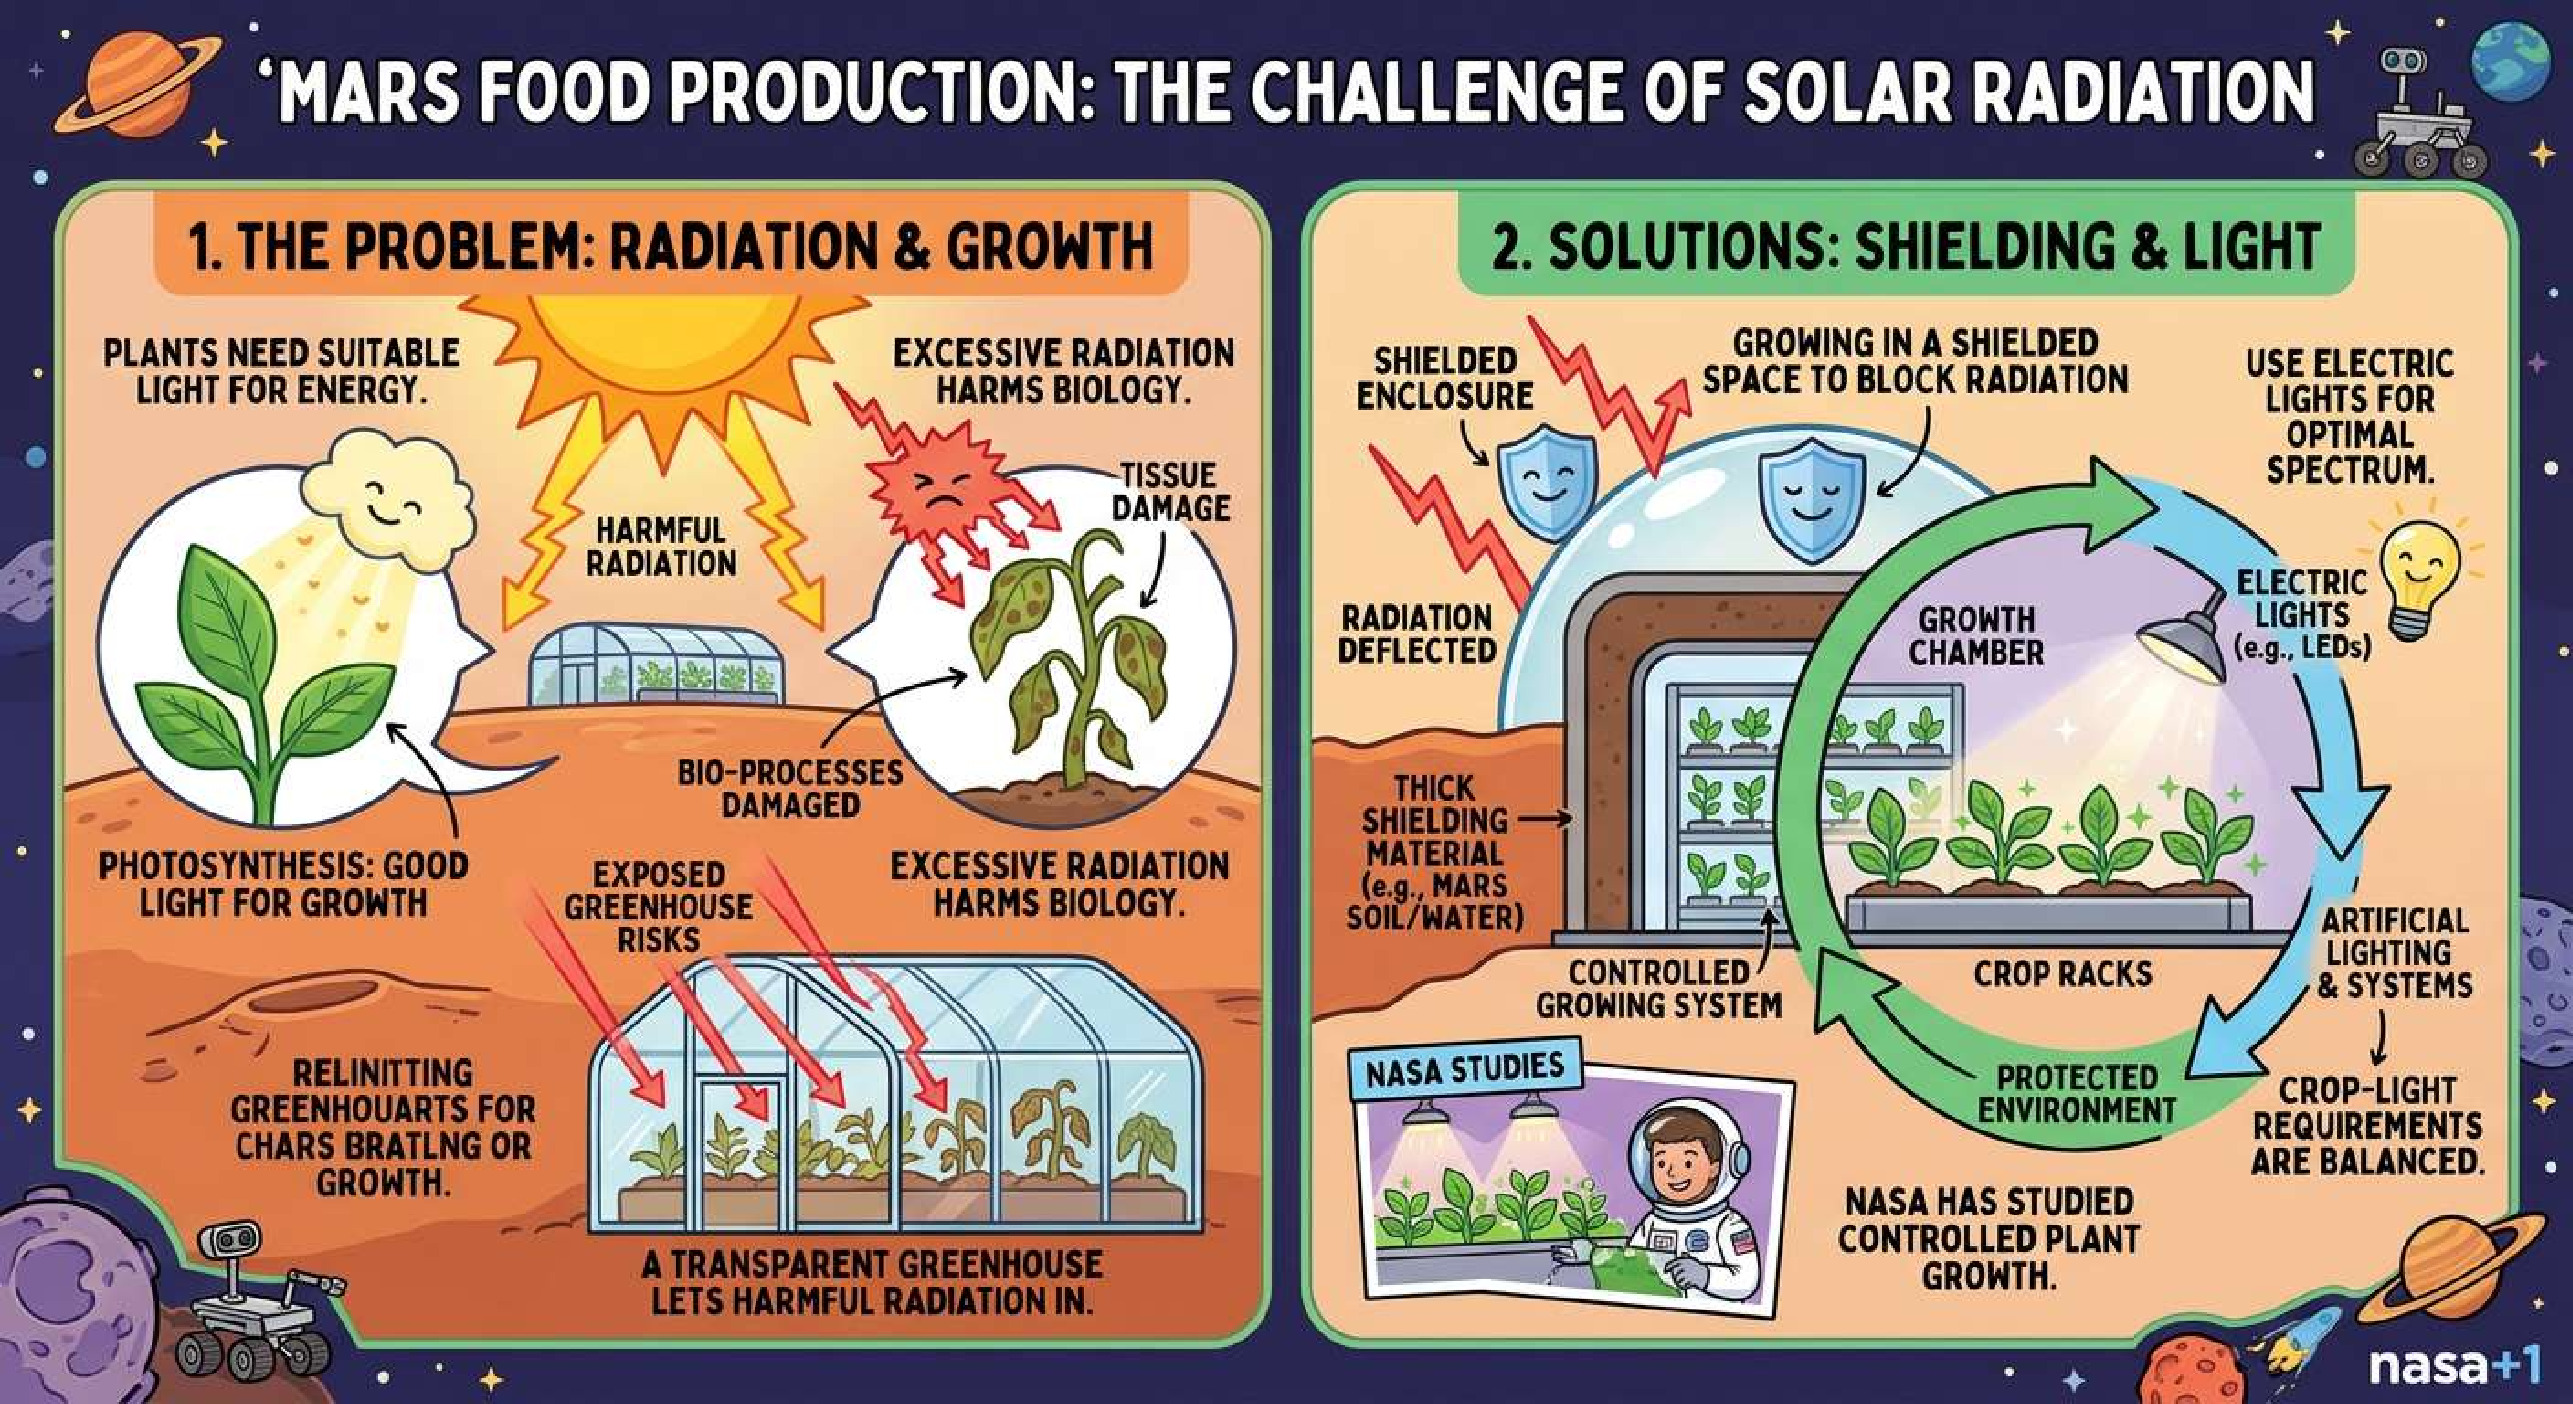 ‘MARS FOOD PRODUCTION: THE CHALLENGE OF SOLAR RADIATION
1. THE PROBLEM: RADIATION & GROWTH
PLANTS NEED SUITABLE
LIGHT FOR ENERGY.
EXCESSIVE RADIATION
HARMS BIOLOGY.
TISSUE
DAMAGE
HARMFUL
RADIATION
BIO-PROCESSES
DAMAGED
PHOTOSYNTHESIS: GOOD
LIGHT FOR GROWTH
EXPOSED
GREENHOUSE
RISKS
EXCESSIVE RADIATION
HARMS BIOLOGY.
RELINITTING
GREENHOUARTS FOR
CHARS BRATLNG OR
GROWTH.
A TRANSPARENT GREENHOUSE
LETS HARMFUL RADIATION IN.
2. SOLUTIONS: SHIELDING & LIGHT
SHIELDED
ENCLOSURE
GROWING IN A SHIELDED
SPACE TO BLOCK RADIATION
USE ELECTRIC
LIGHTS FOR
OPTIMAL
SPECTRUM.
RADIATION
DEFLECTED
GROWTH
CHAMBER
ELECTRIC
LIGHTS
(e.g., LEDs)
THICK
SHIELDING
MATERIAL
(e.g., MARS
SOIL/WATER)
CONTROLLED
GROWING SYSTEM
CROP RACKS
ARTIFICIAL
LIGHTING
& SYSTEMS
PROTECTED
ENVIRONMENT
CROP-LIGHT
REQUIREMENTS
ARE BALANCED.
NASA STUDIES
NASA HAS STUDIED
CONTROLLED PLANT
GROWTH.
nasa+1